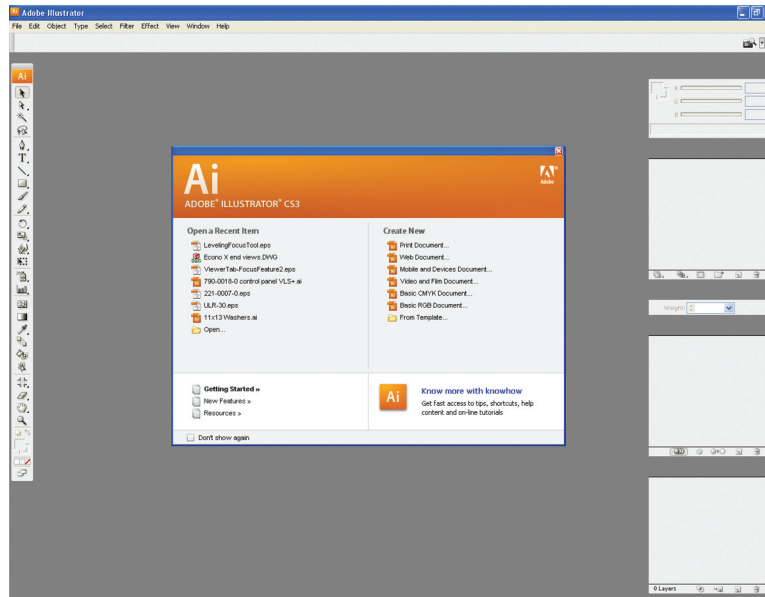 Adobe Illustrator
File Edit Object Type Select Filter Effect View Window Help
Ai
Ai
Adobe
ADOBE® ILLUSTRATOR® CS3
Open a Recent Item
LevelingFocusTool.eps
Econo X end views.DWG
ViewerTab-FocusFeature2.eps
790-0018-0 control panel VLS+.ai
221-0007-0.eps
ULR-30.eps
11x13 Washers.ai
Open...
Create New
Print Document...
Web Document...
Mobile and Devices Document...
Video and Film Document...
Basic CMYK Document...
Basic RGB Document...
From Template...
Getting Started »
New Features »
Resources »
Ai
Know more with knowhow
Get fast access to tips, shortcuts, help
content and on-line tutorials
Don't show again
R
G
B
Weight:
0 Layers